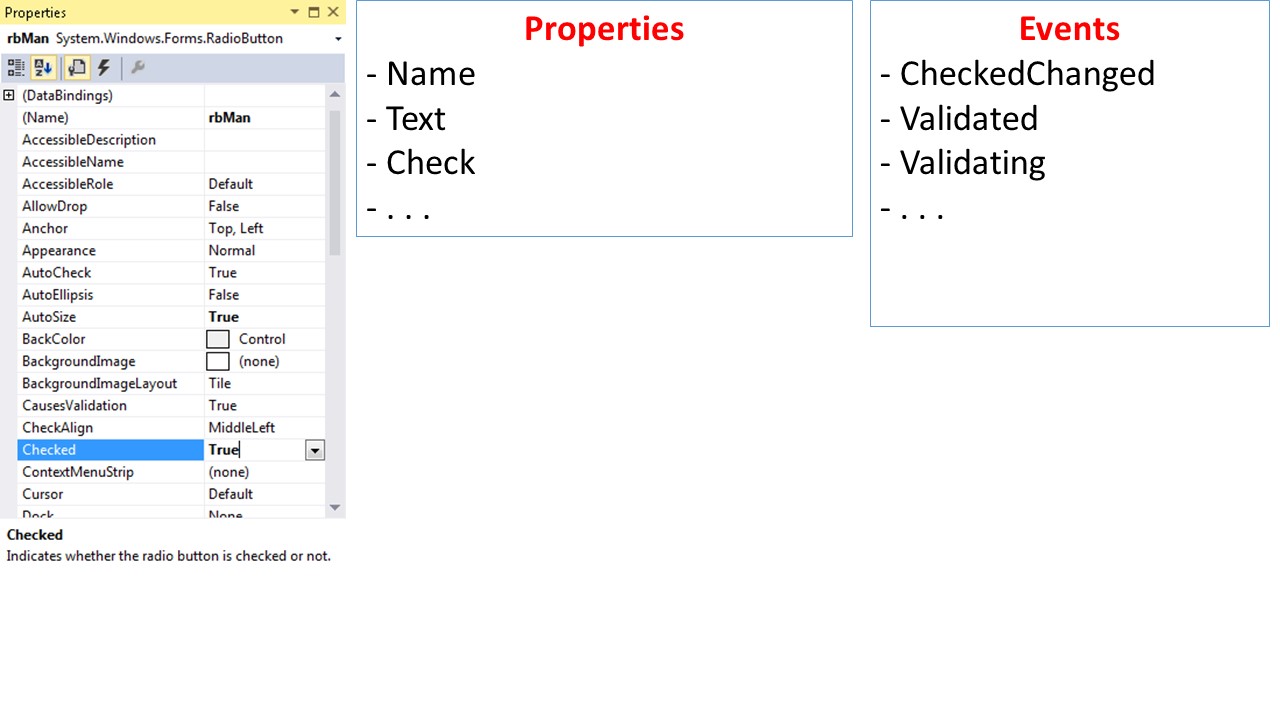 Properties
rbMan System.Windows.Forms.RadioButton
(DataBindings)
(Name) rbMan
AccessibleDescription
AccessibleName
AccessibleRole Default
AllowDrop False
Anchor Top, Left
Appearance Normal
AutoCheck True
AutoEllipsis False
AutoSize True
BackColor Control
BackgroundImage (none)
BackgroundImageLayout Tile
CausesValidation True
CheckAlign MiddleLeft
Checked True
ContextMenuStrip (none)
Cursor Default
Dock None
Checked
Indicates whether the radio button is checked or not.
Properties
- Name
- Text
- Check
- . . .
Events
- CheckedChanged
- Validated
- Validating
- . . .